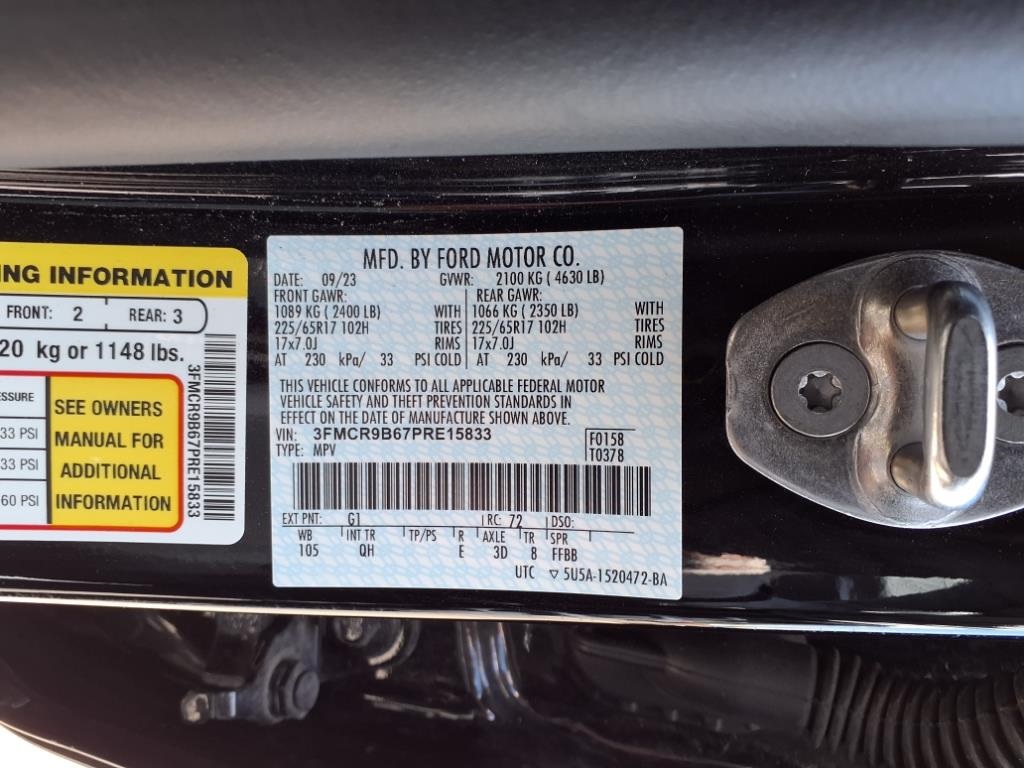 NG INFORMATION
FRONT: 2 REAR: 3
20 kg or 1148 lbs.
SSURE
33 PSI
33 PSI
60 PSI
SEE OWNERS
MANUAL FOR
ADDITIONAL
INFORMATION
3FMCR9B67PRE15833
MFD. BY FORD MOTOR CO.
DATE: 09/23 GVWR: 2100 KG ( 4630 LB)
FRONT GAWR: REAR GAWR:
1089 KG ( 2400 LB) WITH 1066 KG ( 2350 LB) WITH
225/65R17 102H TIRES 225/65R17 102H TIRES
17x7.0J RIMS 17x7.0J RIMS
AT 230 kPa/ 33 PSI COLD AT 230 kPa/ 33 PSI COLD
THIS VEHICLE CONFORMS TO ALL APPLICABLE FEDERAL MOTOR
VEHICLE SAFETY AND THEFT PREVENTION STANDARDS IN
EFFECT ON THE DATE OF MANUFACTURE SHOWN ABOVE.
VIN: 3FMCR9B67PRE15833 F0158
TYPE: MPV T0378
EXT PNT: G1 RC: 72 DSO:
WB INT TR TP/PS R AXLE TR SPR
105 QH E 3D 8 FFBB
UTC ▽ 5U5A-1520472-BA